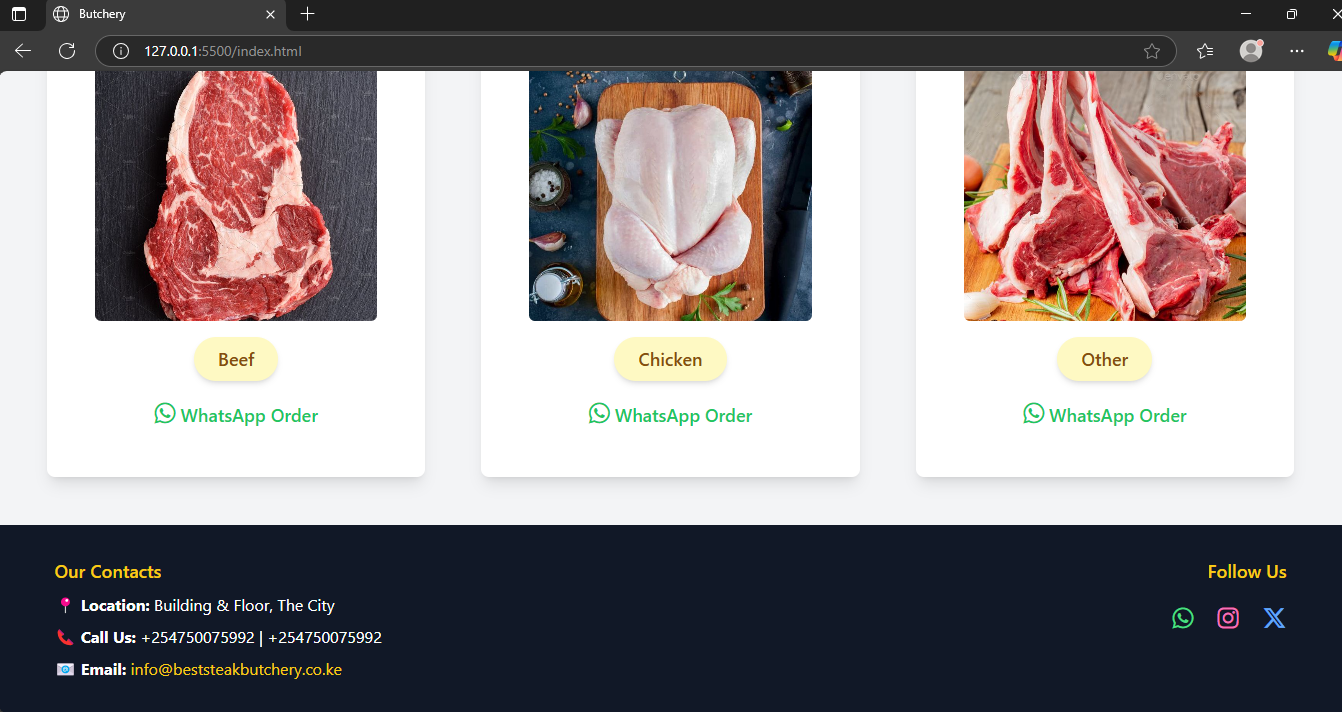 Butchery
127.0.0.1:5500/index.html
Beef
Chicken
Other
WhatsApp Order
WhatsApp Order
WhatsApp Order
Our Contacts
Location: Building & Floor, The City
Call Us: +254750075992 | +254750075992
Email: info@beststeakbutchery.co.ke
Follow Us